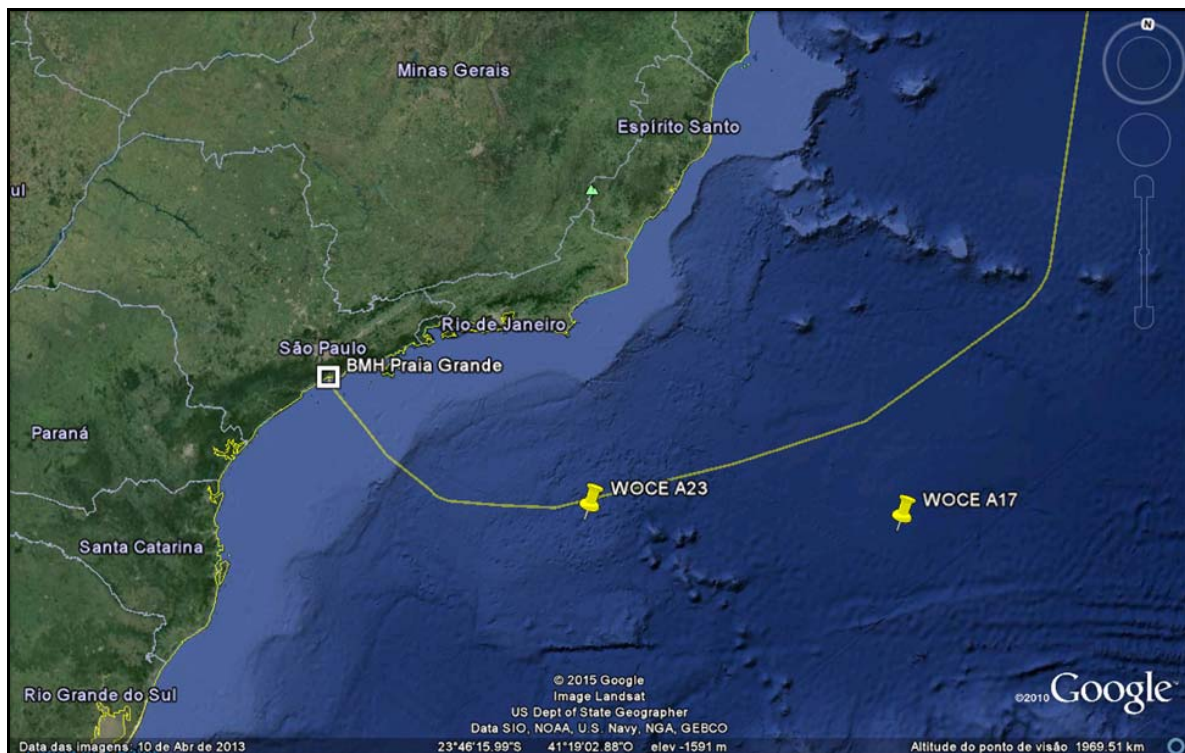 N
Minas Gerais
Espírito Santo
ul
Rio de Janeiro
São Paulo
BMH Praia Grande
Paraná
WOCE A23
WOCE A17
Santa Catarina
Rio Grande do Sul
© 2015 Google
Image Landsat
US Dept of State Geographer
Data SIO, NOAA, U.S. Navy, NGA, GEBCO
©2010 Google™
Data das imagens: 10 de Abr de 2013 23°46'15.99"S 41°19'02.88"O elev -1591 m Altitude do ponto de visão 1969.51 km